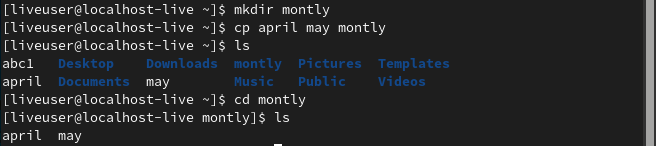 [liveuser@localhost-live ~]$ mkdir montly
[liveuser@localhost-live ~]$ cp april may montly
[liveuser@localhost-live ~]$ ls
abc1   Desktop    Downloads  montly  Pictures  Templates
april  Documents  may        Music   Public    Videos
[liveuser@localhost-live ~]$ cd montly
[liveuser@localhost-live montly]$ ls
april  may